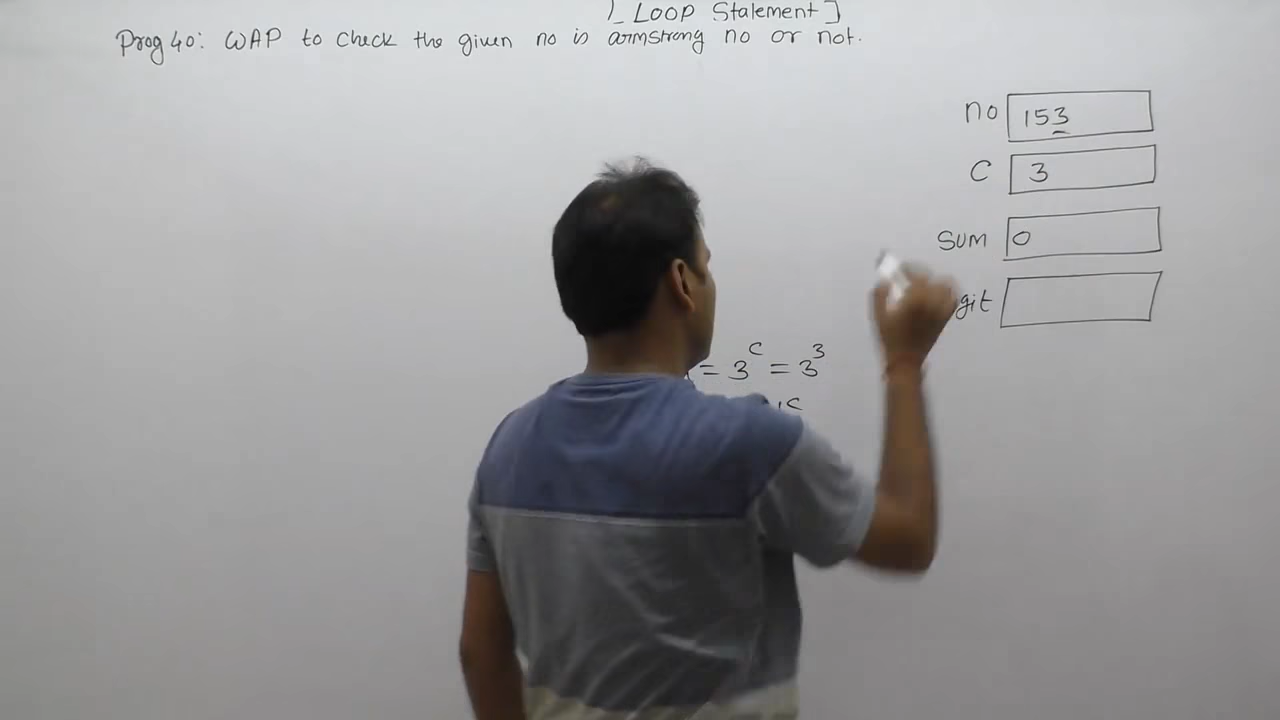 [LOOP Statement]
Prog 40: WAP to check the given no is armstrong no or not.
no 153
C 3
SUM 0
git
= 3^c = 3^3